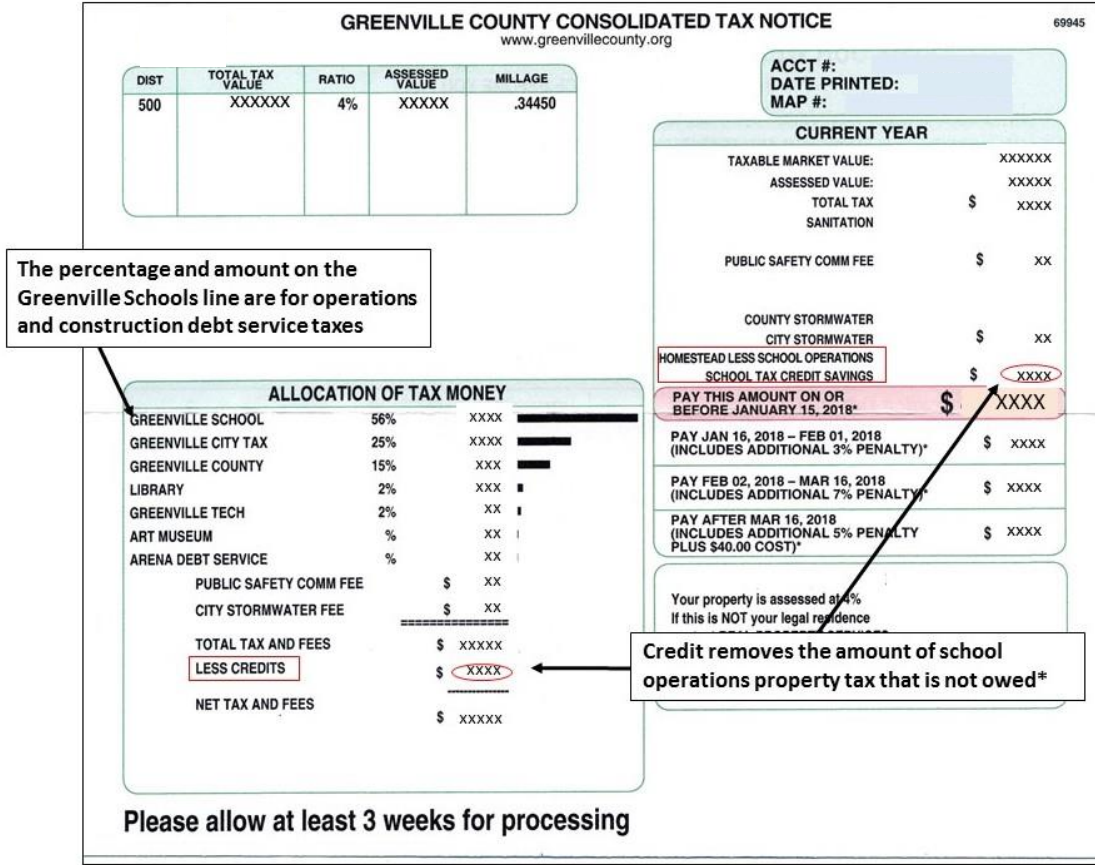 GREENVILLE COUNTY CONSOLIDATED TAX NOTICE
69945
www.greenvillecounty.org
DIST TOTAL TAX VALUE RATIO ASSESSED VALUE MILLAGE
500 XXXXXX 4% XXXXX .34450
ACCT #:
DATE PRINTED:
MAP #:
CURRENT YEAR
TAXABLE MARKET VALUE: XXXXXX
ASSESSED VALUE: XXXXX
TOTAL TAX $ XXXX
SANITATION
PUBLIC SAFETY COMM FEE $ XX
COUNTY STORMWATER
CITY STORMWATER $ XX
HOMESTEAD LESS SCHOOL OPERATIONS
SCHOOL TAX CREDIT SAVINGS $ XXXX
PAY THIS AMOUNT ON OR
BEFORE JANUARY 15, 2018* $ XXXX
PAY JAN 16, 2018 – FEB 01, 2018
(INCLUDES ADDITIONAL 3% PENALTY)* $ XXXX
PAY FEB 02, 2018 – MAR 16, 2018
(INCLUDES ADDITIONAL 7% PENALTY)* $ XXXX
PAY AFTER MAR 16, 2018
(INCLUDES ADDITIONAL 5% PENALTY
PLUS $40.00 COST)* $ XXXX
The percentage and amount on the
Greenville Schools line are for operations
and construction debt service taxes
ALLOCATION OF TAX MONEY
GREENVILLE SCHOOL 56% XXXX
GREENVILLE CITY TAX 25% XXXX
GREENVILLE COUNTY 15% XXX
LIBRARY 2% XXX
GREENVILLE TECH 2% XX
ART MUSEUM % XX
ARENA DEBT SERVICE % XX
PUBLIC SAFETY COMM FEE $ XX
CITY STORMWATER FEE $ XX
TOTAL TAX AND FEES $ XXXXX
LESS CREDITS $ XXXX
NET TAX AND FEES
$ XXXXX
Your property is assessed at 4%
If this is NOT your legal residence
Credit removes the amount of school
operations property tax that is not owed*
Please allow at least 3 weeks for processing